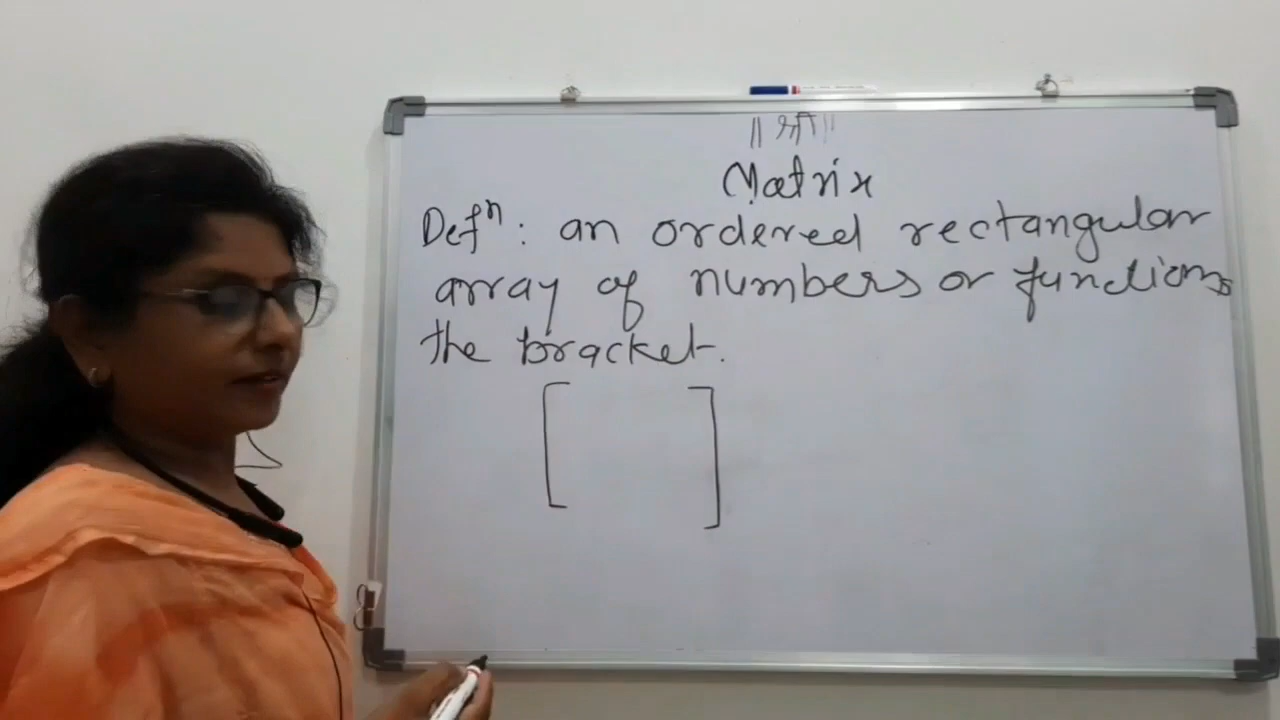 ॥ श्री ॥
Matrix
Defⁿ: an ordered rectangular
array of numbers or functions
the bracket.